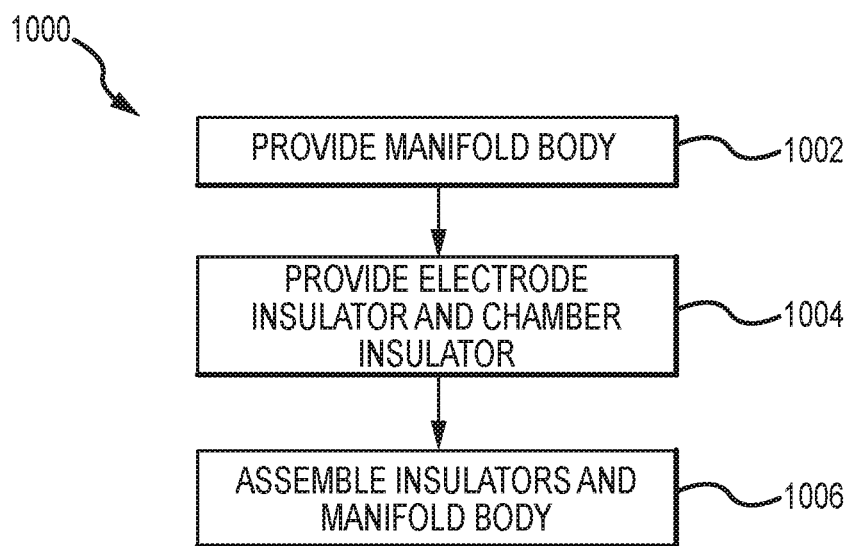 1000
PROVIDE MANIFOLD BODY
1002
PROVIDE ELECTRODE
INSULATOR AND CHAMBER
INSULATOR
1004
ASSEMBLE INSULATORS AND
MANIFOLD BODY
1006